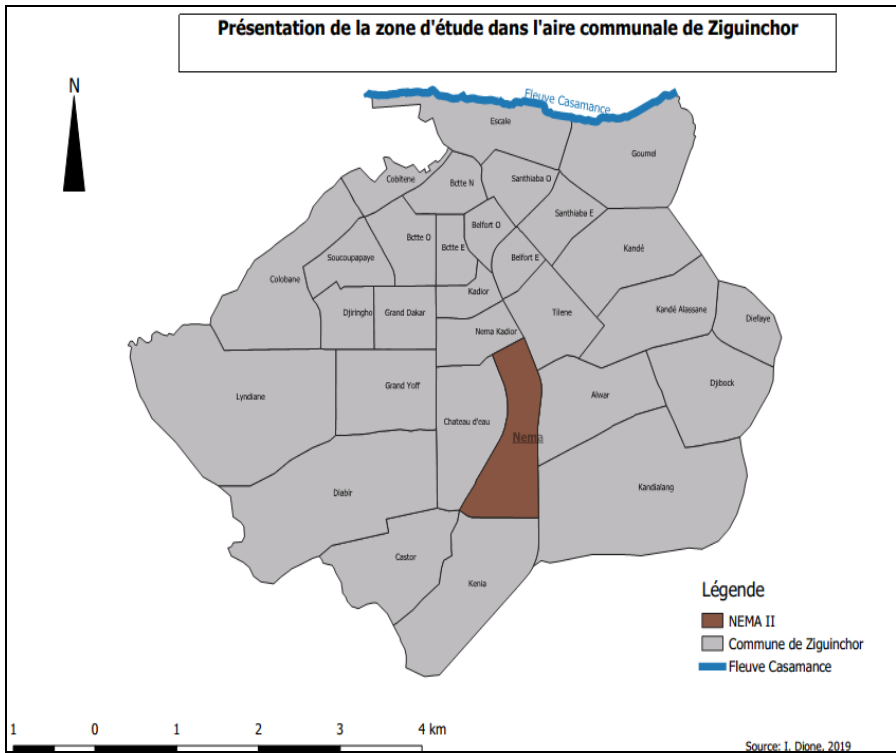 Présentation de la zone d'étude dans l'aire communale de Ziguinchor
N
Fleuve Casamance
Escale
Goumel
Cobitene
Bctte N
Santhiaba O
Santhiaba E
Belfort O
Bctte O
Bctte E
Kandé
Soucoupapaye
Belfort E
Colobane
Kadior
Kandé Alassane
Djiringho
Grand Dakar
Tilene
Diefaye
Nema Kadior
Grand Yoff
Lyndiane
Alwar
Djibock
Chateau d'eau
Nema
Diabir
Kandialang
Castor
Kenia
Légende
NEMA II
Commune de Ziguinchor
Fleuve Casamance
1 0 1 2 3 4 km
Source: I. Dione, 2019